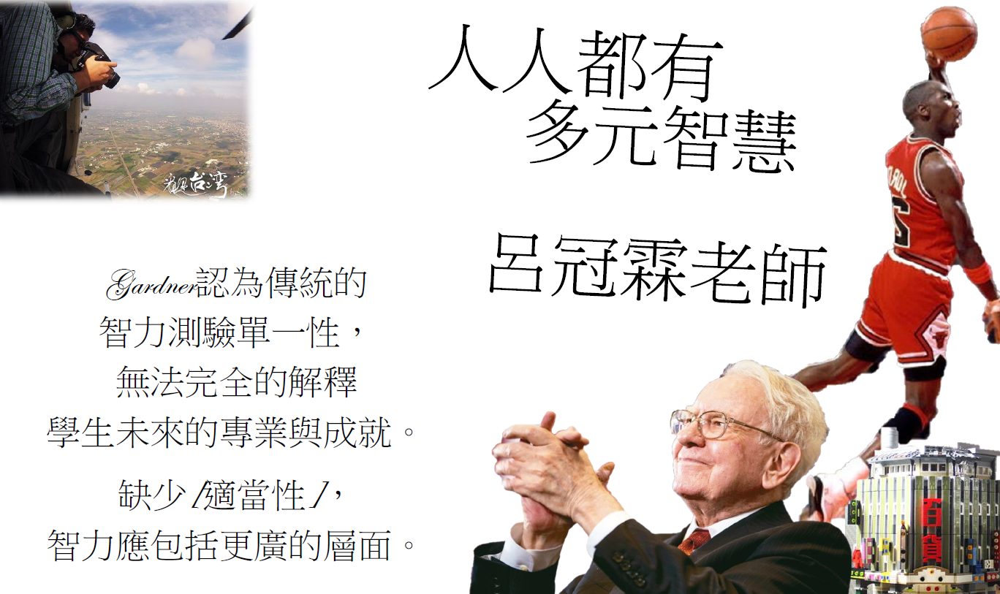 人人都有
多元智慧
呂冠霖老師
看見台湾
Gardner認為傳統的
智力測驗單一性，
無法完全的解釋
學生未來的專業與成就。
缺少「適當性」，
智力應包括更廣的層面。
百貨